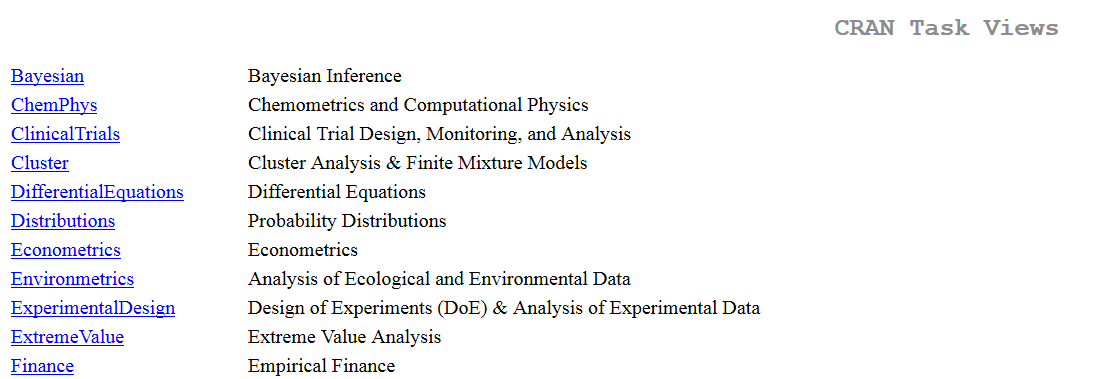 CRAN Task Views
Bayesian Bayesian Inference
ChemPhys Chemometrics and Computational Physics
ClinicalTrials Clinical Trial Design, Monitoring, and Analysis
Cluster Cluster Analysis & Finite Mixture Models
DifferentialEquations Differential Equations
Distributions Probability Distributions
Econometrics Econometrics
Environmetrics Analysis of Ecological and Environmental Data
ExperimentalDesign Design of Experiments (DoE) & Analysis of Experimental Data
ExtremeValue Extreme Value Analysis
Finance Empirical Finance